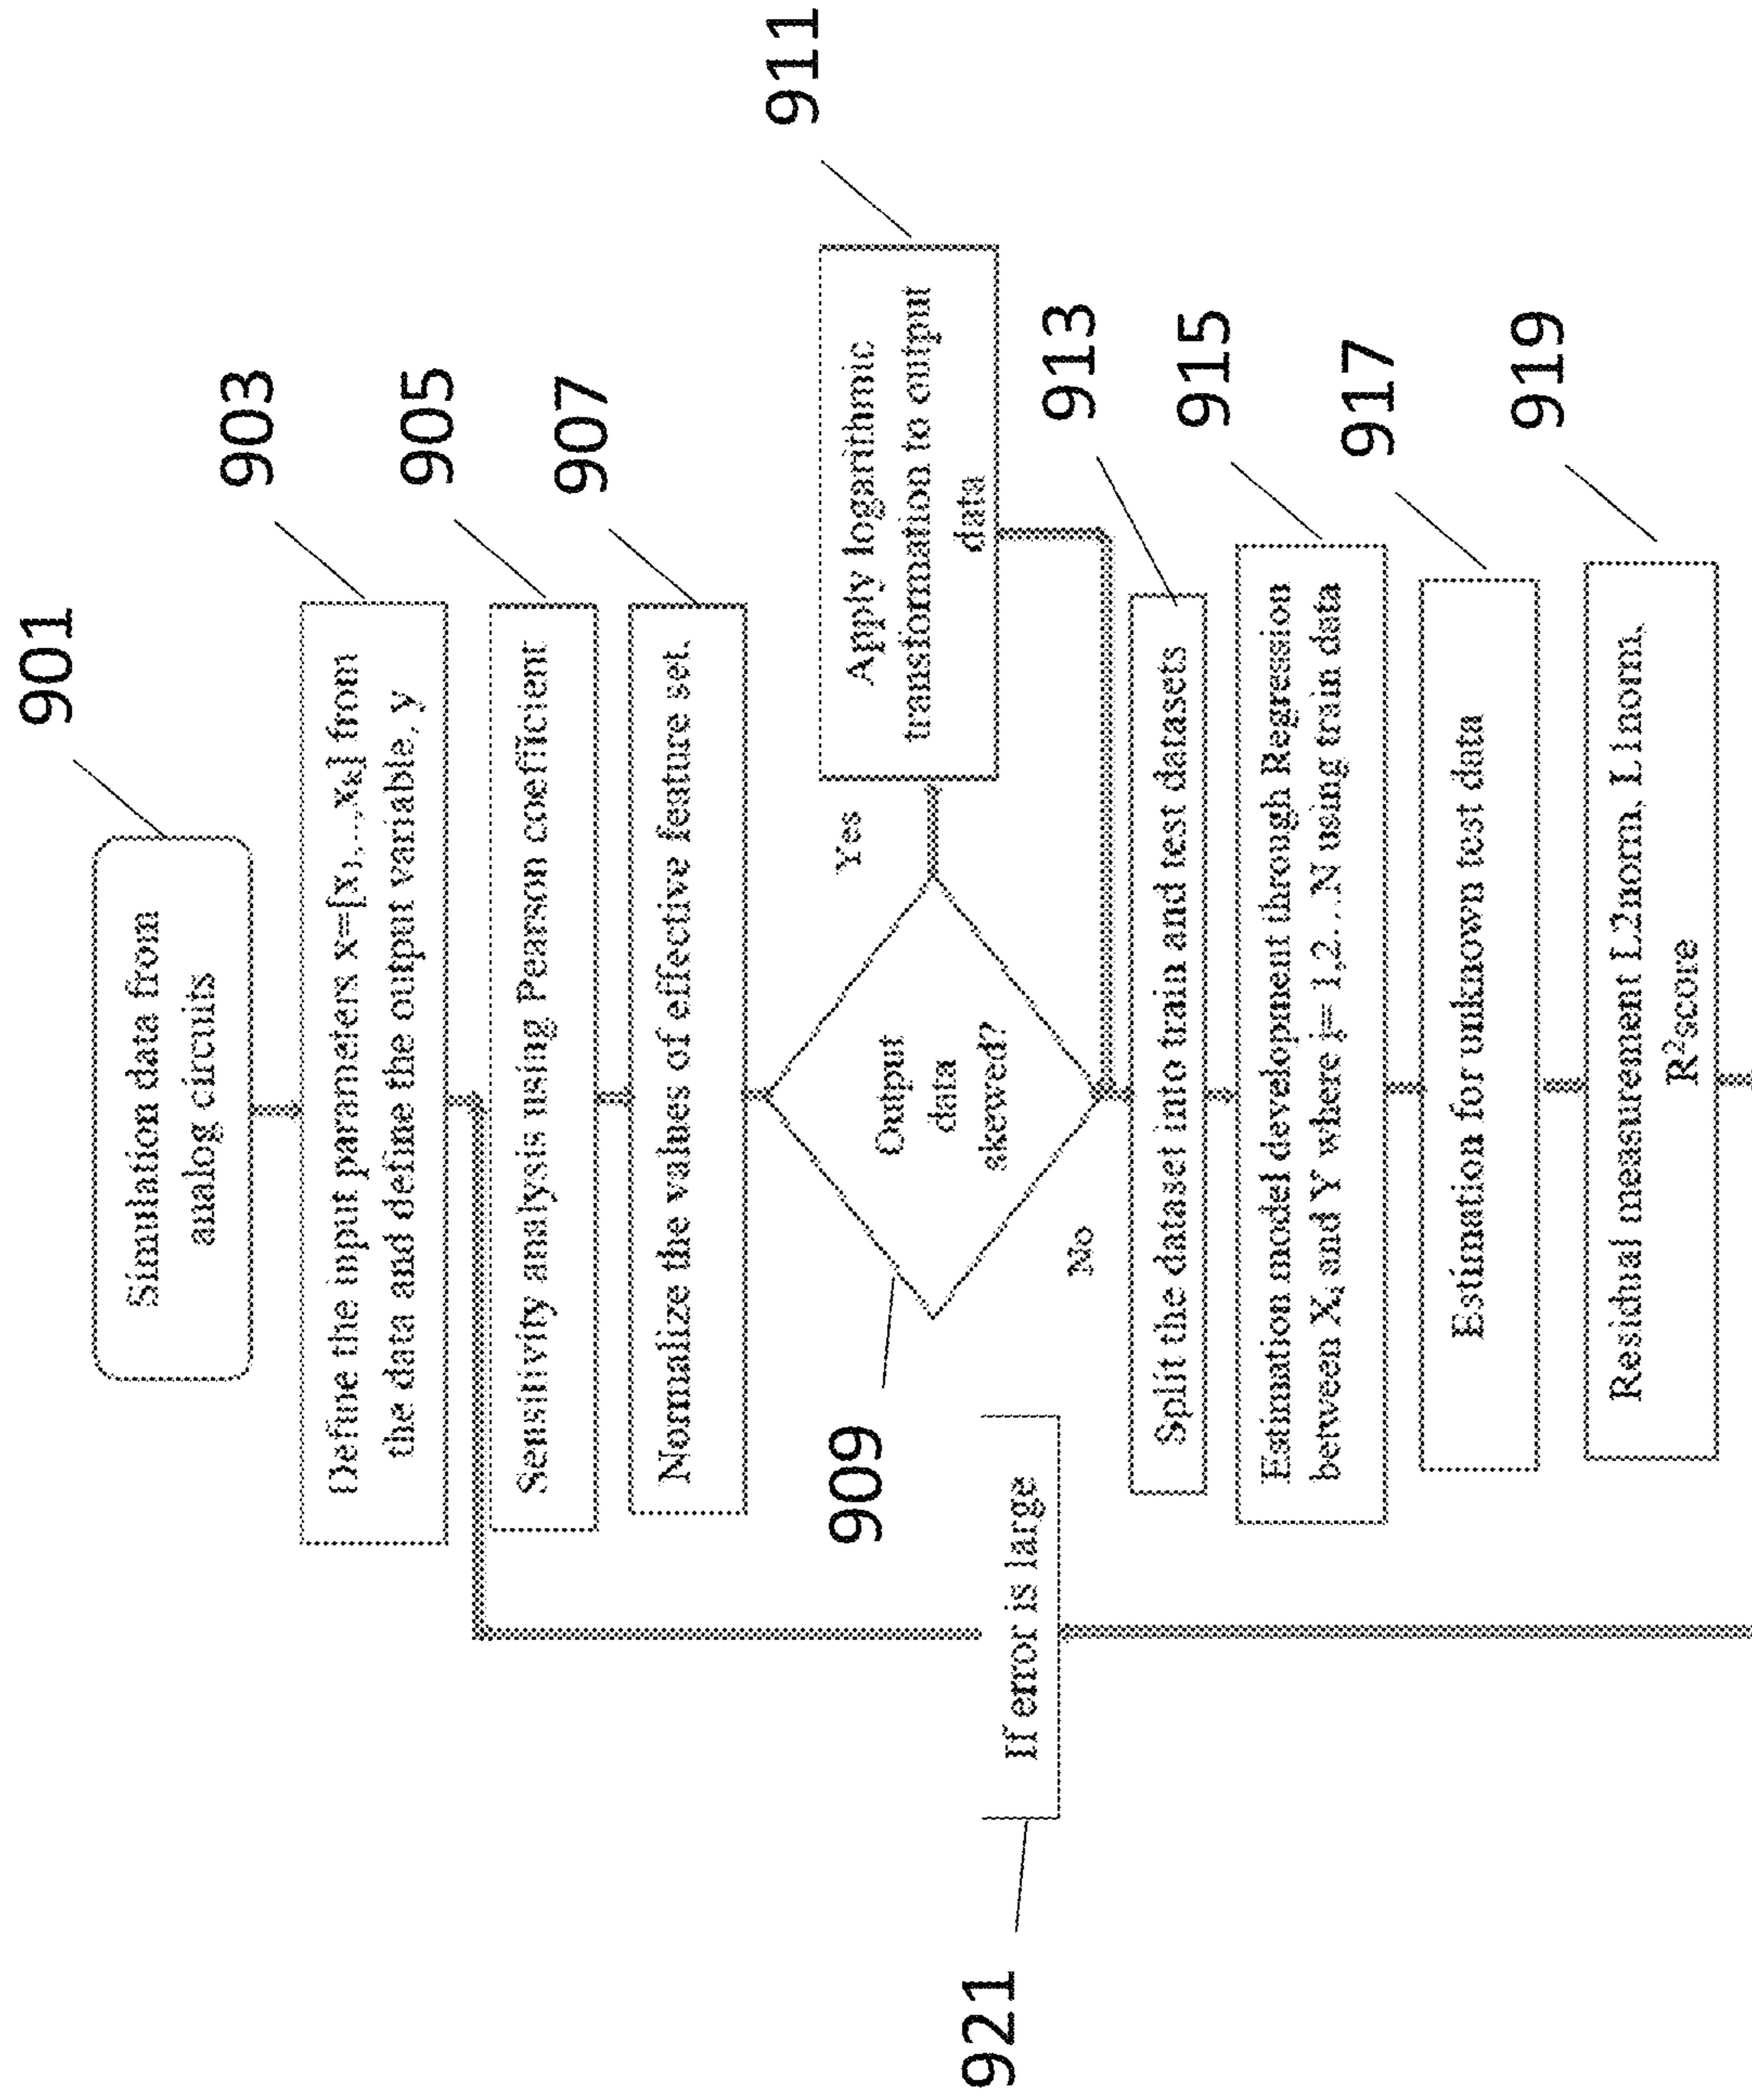 901
Simulation data from
analog circuits
903
Define the input parameters x=[x₁,..,xₖ] from
the data and define the output variable, y
905
Sensitivity analysis using Pearson coefficient
907
Normalize the values of effective feature set.
909
Output
data
skewed?
Yes
No
911
Apply logarithmic
transformation to output
data
913
Split the dataset into train and test datasets
915
Estimation model development through Regression
between Xⱼ and Y where j= 1,2…N using train data
917
Estimation for unknown test data
919
Residual measurement L2norm, L1norm,
R²score
921
If error is large